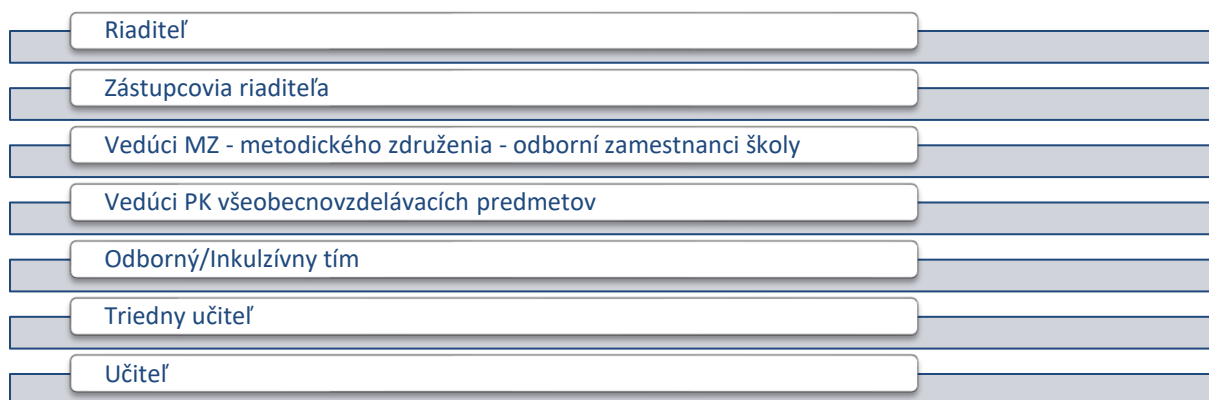 Riaditeľ
Zástupcovia riaditeľa
Vedúci MZ - metodického združenia - odborní zamestnanci školy
Vedúci PK všeobecnovzdelávacích predmetov
Odborný/Inkulzívny tím
Triedny učiteľ
Učiteľ